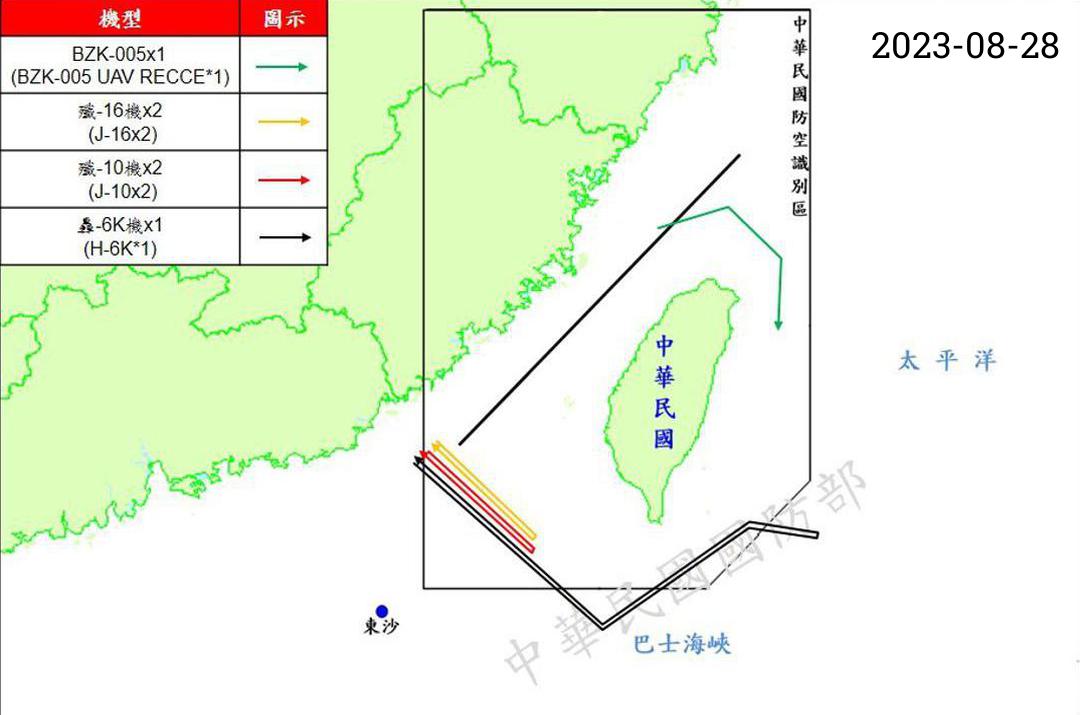 機型 圖示
BZK-005x1
(BZK-005 UAV RECCE*1)
殲-16機x2
(J-16x2)
殲-10機x2
(J-10x2)
轟-6K機x1
(H-6K*1)
2023-08-28
中華民國防空識別區
中華民國
太平洋
東沙
巴士海峽
中華民國國防部